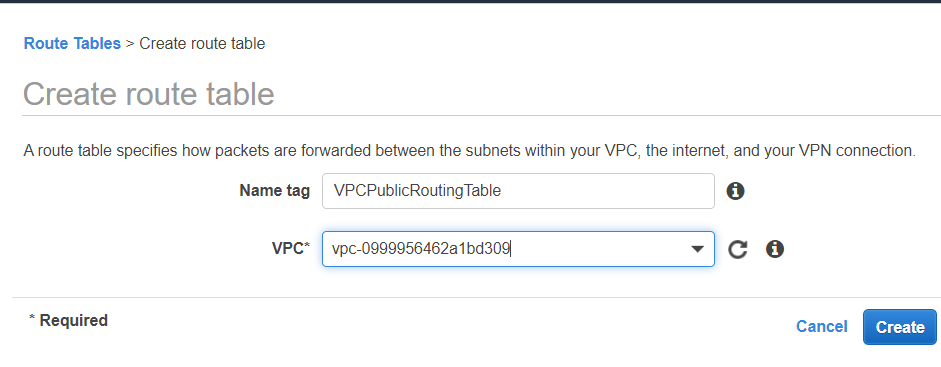 Route Tables > Create route table
Create route table
A route table specifies how packets are forwarded between the subnets within your VPC, the internet, and your VPN connection.
Name tag VPCPublicRoutingTable
VPC* vpc-0999956462a1bd309
* Required
Cancel Create